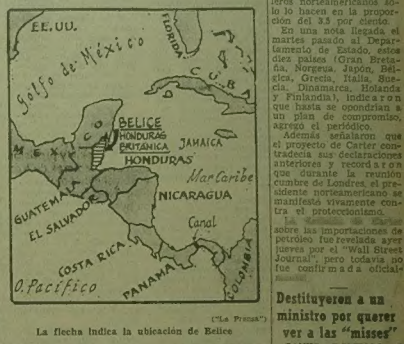 EE.UU.
FLORIDA
Golfo de México
CUBA
BELICE
HONDURAS
BRITANICA
JAMAICA
MEXICO
HONDURAS
Mar Caribe
GUATEMALA
NICARAGUA
EL SALVADOR
Canal
COSTA RICA
PANAMA
COLOMBIA
O. Pacífico
("La Prensa")
La flecha indica la ubicación de Belice
leros norteamericanos só-
lo lo hacen en la propor-
ción del 3.5 por ciento.
En una nota llegada el
martes pasado al Depar-
tamento de Estado, estos
diez países (Gran Breta-
ña, Norgeua, Japón, Bél-
gica, Grecia, Italia, Sue-
cia, Dinamarca, Holanda
y Finlandia), indicaron
que hasta se opondrían a
un plan de compromiso,
agregó el periódico.
Además señalaron que
el proyecto de Carter con-
tradecía sus declaraciones
anteriores y recordaron
que durante la reunión
cumbre de Londres, el pre-
sidente norteamericano se
manifestó vivamente con-
tra el proteccionismo.
sobre las importaciones de
petróleo fue revelada ayer
jueves por el "Wall Street
Journal", pero todavía no
fue confirmada oficial-
Destituyeron a un
ministro por querer
ver a las "misses"